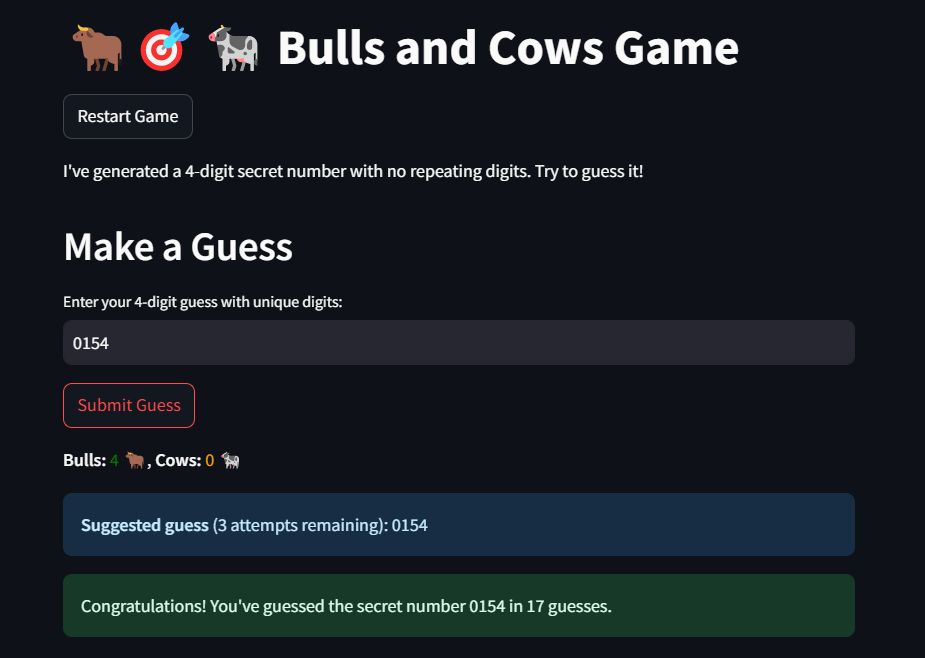 Bulls and Cows Game
Restart Game
I've generated a 4-digit secret number with no repeating digits. Try to guess it!
Make a Guess
Enter your 4-digit guess with unique digits:
0154
Submit Guess
Bulls: 4 🐂, Cows: 0 🐄
Suggested guess (3 attempts remaining): 0154
Congratulations! You've guessed the secret number 0154 in 17 guesses.